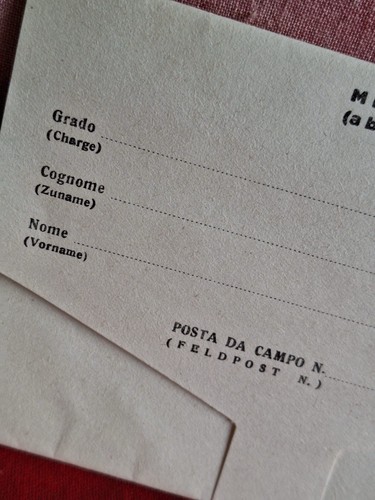 Grado
(Charge)
Cognome
(Zuname)
Nome
(Vorname)
POSTA DA CAMPO N.
(FELDPOST N.)